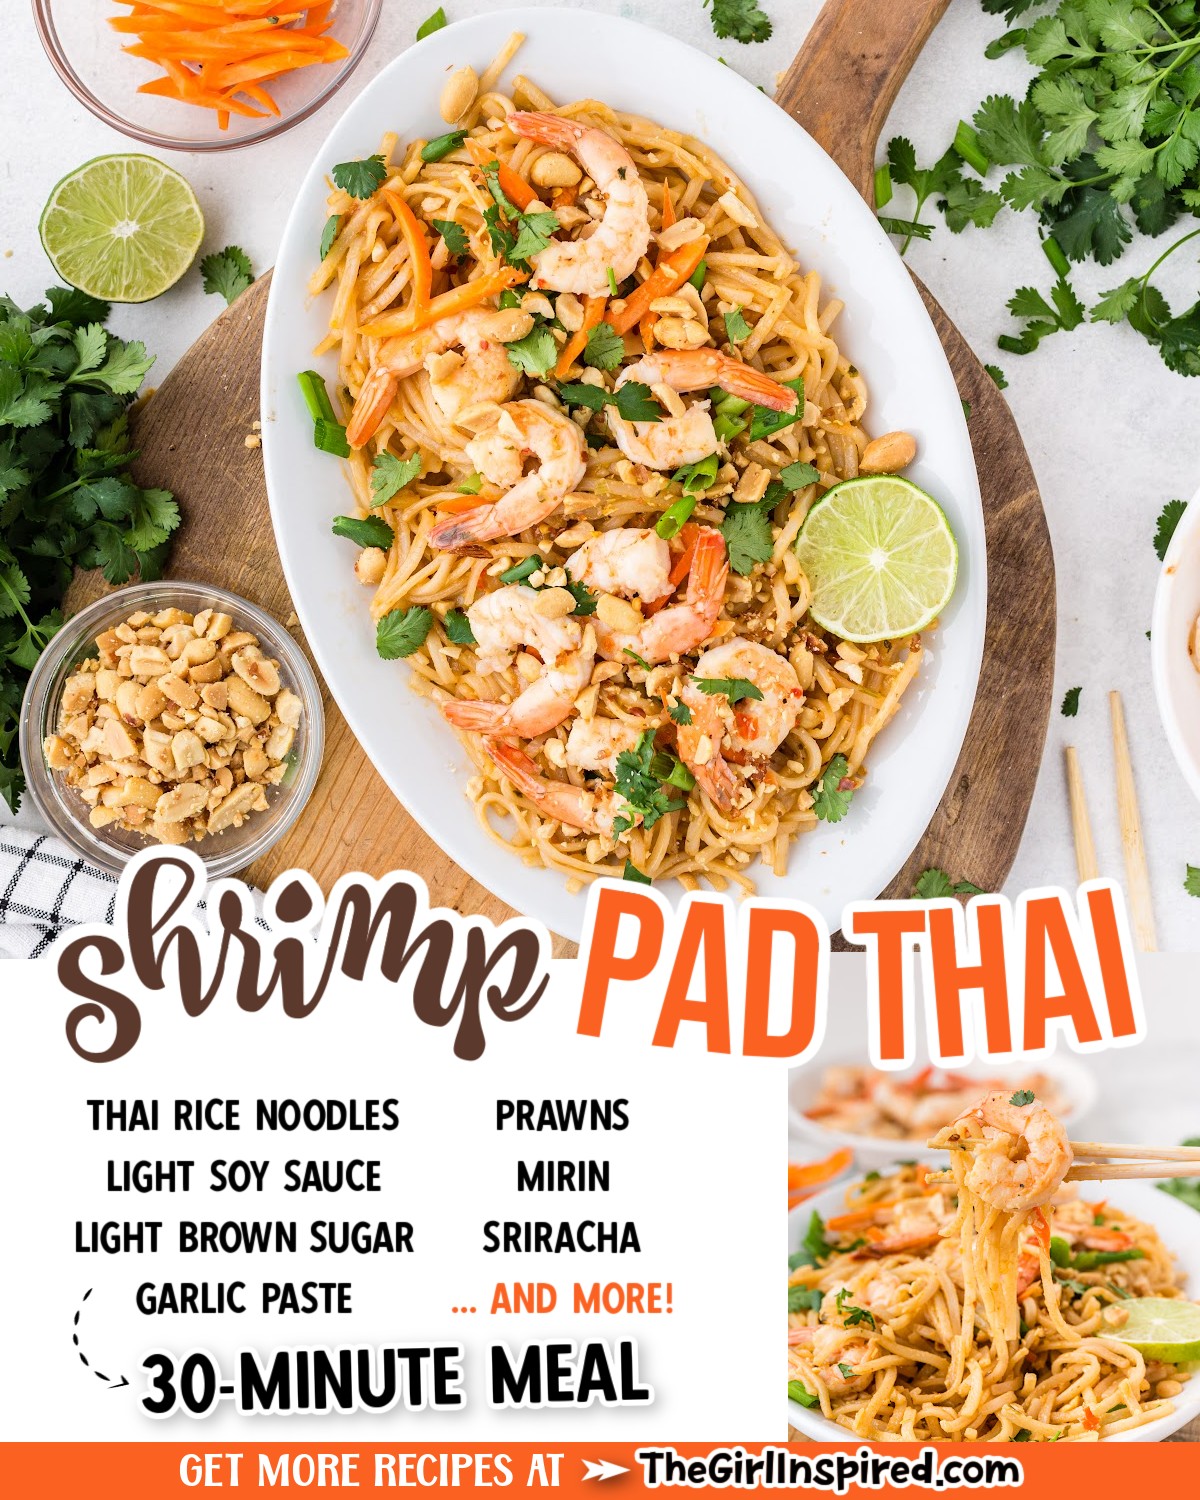 shrimp PAD THAI
THAI RICE NOODLES
LIGHT SOY SAUCE
LIGHT BROWN SUGAR
GARLIC PASTE
PRAWNS
MIRIN
SRIRACHA
... AND MORE!
30-MINUTE MEAL
GET MORE RECIPES AT TheGirlInspired.com